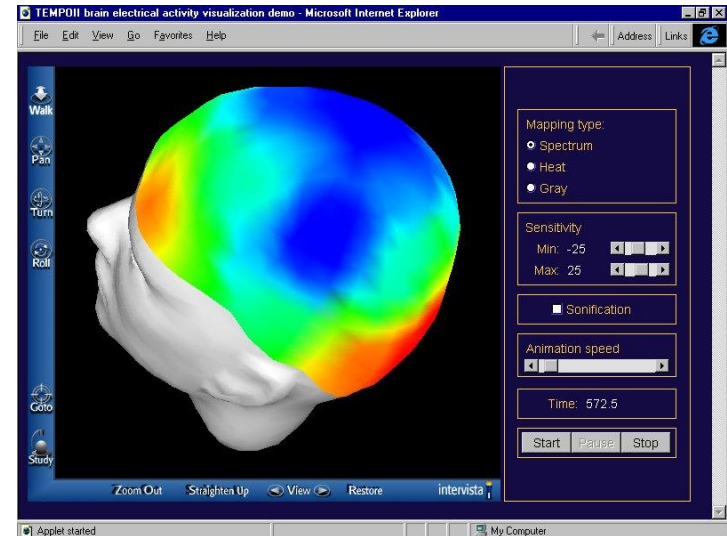 TEMPOII brain electrical activity visualization demo - Microsoft Internet Explorer
File Edit View Go Favorites Help Address Links
Walk
Pan
Turn
Roll
Goto
Study
Zoom Out Straighten Up View Restore intervista
Mapping type:
Spectrum
Heat
Gray
Sensitivity
Min: -25
Max: 25
Sonification
Animation speed
Time: 572.5
Start Pause Stop
Applet started My Computer